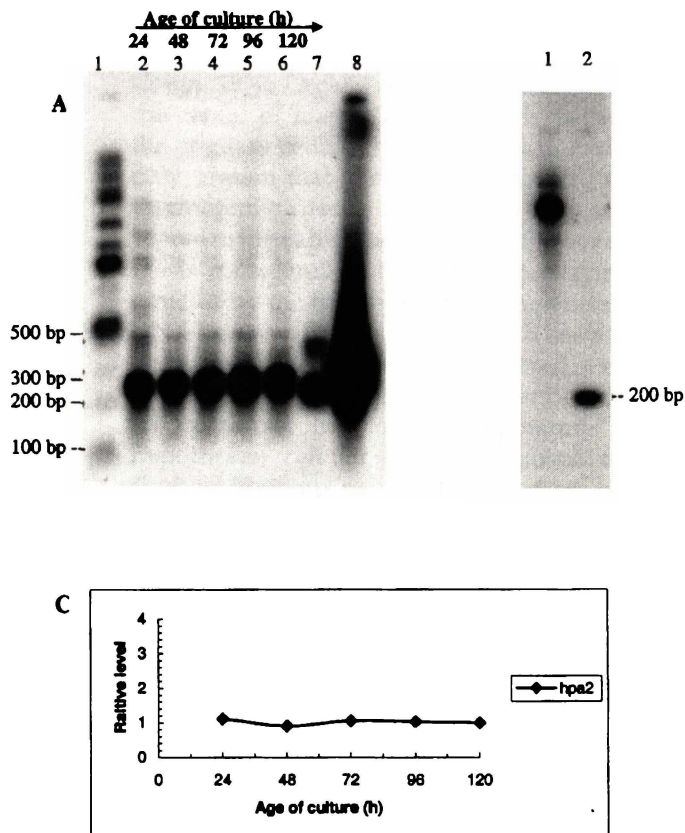 Age of culture (h)
24 48 72 96 120
1 2 3 4 5 6 7 8
A
500 bp
300 bp
200 bp
100 bp
1 2
200 bp
C
4
3
2
1
0
Raltive level
0 24 48 72 96 120
Age of culture (h)
hpa2